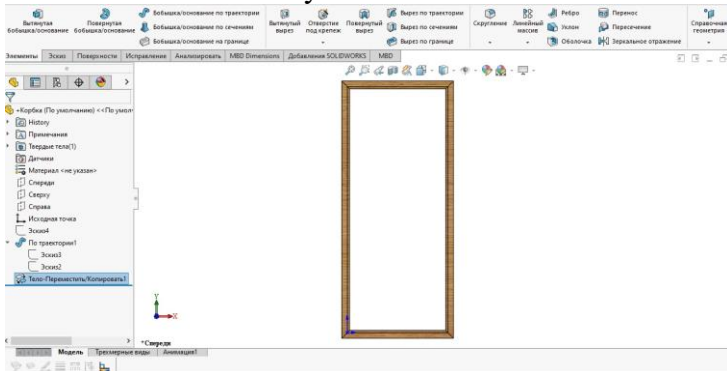 у
Вытянутая бобышка/основание
Повернутая бобышка/основание
Бобышка/основание по траектории
Бобышка/основание по сечениям
Бобышка/основание на границе
Вытянутый вырез
Отверстие под крепеж
Повернутый вырез
Вырез по траектории
Вырез по сечениям
Вырез по границе
Скругление
Линейный массив
Ребро
Уклон
Оболочка
Перенос
Пересечение
Зеркальное отражение
Справочная геометрия
Элементы Эскиз Поверхности Исправление Анализировать MBD Dimensions Добавления SOLIDWORKS MBD
Коробка (По умолчанию) <<По умол
History
Примечания
Твердые тела(1)
Датчики
Материал <не указан>
Спереди
Сверху
Справа
Исходная точка
Эскиз4
По траектории1
Эскиз3
Эскиз2
Тело-Переместить/Копировать1
Y
X
*Спереди
Модель Трехмерные виды Анимация1